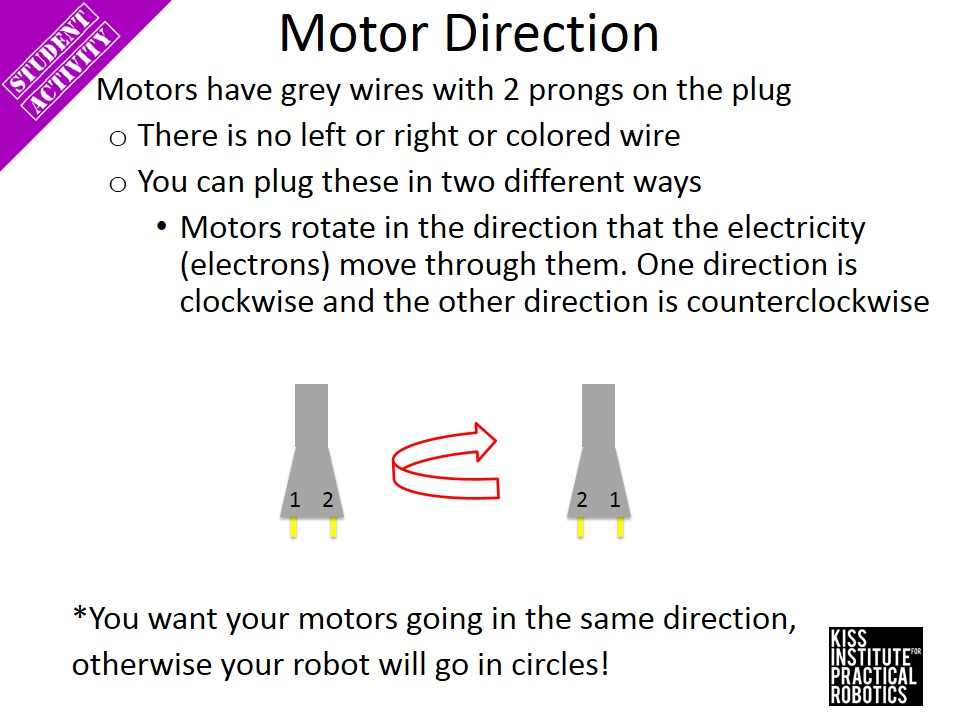 STUDENT
ACTIVITY
Motor Direction
Motors have grey wires with 2 prongs on the plug
o There is no left or right or colored wire
o You can plug these in two different ways
• Motors rotate in the direction that the electricity
(electrons) move through them. One direction is
clockwise and the other direction is counterclockwise
1 2
2 1
*You want your motors going in the same direction,
otherwise your robot will go in circles!
KISS
INSTITUTE FOR
PRACTICAL
ROBOTICS